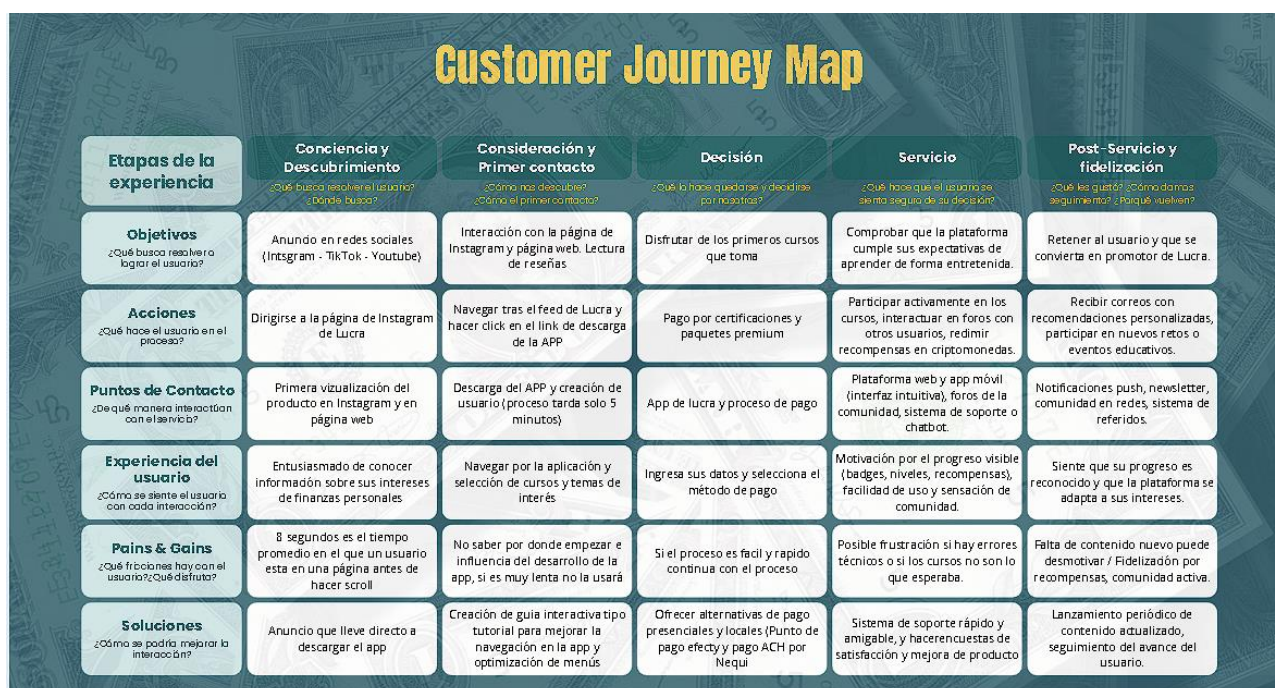 Customer Journey Map
Etapas de la
experiencia
Conciencia y
Descubrimiento
¿Qué busca resolver el usuario?
¿Dónde busca?
Consideración y
Primer contacto
¿Cómo nos descubre?
¿Cómo el primer contacto?
Decisión
¿Qué lo hace quedarse y decidirse
por nosotros?
Servicio
¿Qué hace que el usuario se
sienta seguro de su decisión?
Post-Servicio y
fidelización
¿Qué les gustó? ¿Cómo damos
seguimiento? ¿Porqué vuelven?
Objetivos
¿Qué busca resolver o
lograr el usuario?
Anuncio en redes sociales
(Intsgram - TikTok - Youtube)
Interacción con la página de
Instagram y página web. Lectura
de reseñas
Disfrutar de los primeros cursos
que toma
Comprobar que la plataforma
cumple sus expectativas de
aprender de forma entretenida.
Retener al usuario y que se
convierta en promotor de Lucra.
Acciones
¿Qué hace el usuario en el
proceso?
Dirigirse a la página de Instagram
de Lucra
Navegar tras el feed de Lucra y
hacer click en el link de descarga
de la APP
Pago por certificaciones y
paquetes premium
Participar activamente en los
cursos, interactuar en foros con
otros usuarios, redimir
recompensas en criptomonedas.
Recibir correos con
recomendaciones personalizadas,
participar en nuevos retos o
eventos educativos.
Puntos de Contacto
¿De qué manera interactúan
con el servicio?
Primera vizualización del
producto en Instagram y en
página web
Descarga del APP y creación de
usuario (proceso tarda solo 5
minutos)
App de lucra y proceso de pago
Plataforma web y app móvil
(interfaz intuitiva), foros de la
comunidad, sistema de soporte o
chatbot.
Notificaciones push, newsletter,
comunidad en redes, sistema de
referidos.
Experiencia del
usuario
¿Cómo se siente el usuario
con cada interacción?
Entusiasmado de conocer
información sobre sus intereses
de finanzas personales
Navegar por la aplicación y
selección de cursos y temas de
interés
Ingresa sus datos y selecciona el
método de pago
Motivación por el progreso visible
(badges, niveles, recompensas),
facilidad de uso y sensación de
comunidad.
Siente que su progreso es
reconocido y que la plataforma se
adapta a sus intereses.
Pains & Gains
¿Qué fricciones hay con el
usuario?¿Qué disfruta?
8 segundos es el tiempo
promedio en el que un usuario
esta en una página antes de
hacer scroll
No saber por donde empezar e
influencia del desarrollo de la
app, si es muy lenta no la usará
Si el proceso es facil y rapido
continua con el proceso
Posible frustración si hay errores
técnicos o si los cursos no son lo
que esperaba.
Falta de contenido nuevo puede
desmotivar / Fidelización por
recompensas, comunidad activa.
Soluciones
¿Cómo se podría mejorar la
interacción?
Anuncio que lleve directo a
descargar el app
Creación de guia interactiva tipo
tutorial para mejorar la
navegación en la app y
optimización de menús
Ofrecer alternativas de pago
presenciales y locales (Punto de
pago efecty y pago ACH por
Nequi
Sistema de soporte rápido y
amigable, y hacerencuestas de
satisfacción y mejora de producto
Lanzamiento periódico de
contenido actualizado,
seguimiento del avance del
usuario.